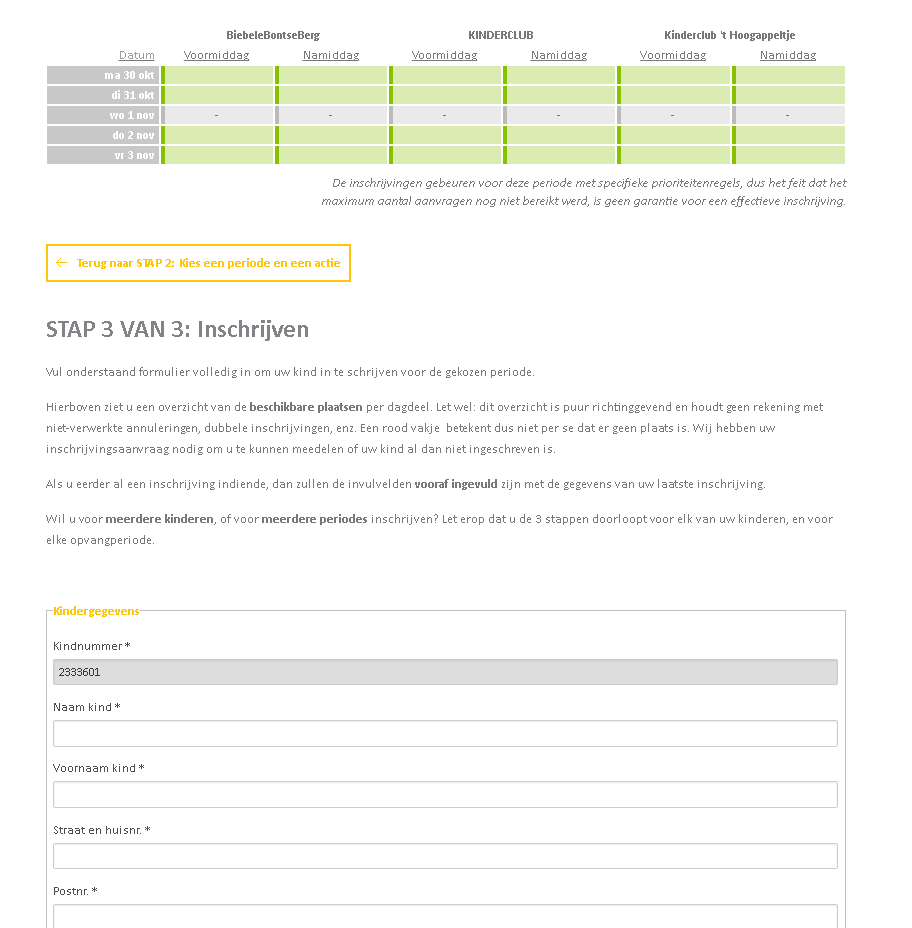 BiebeleBontseBerg KINDERCLUB Kinderclub 't Hoogappeltje
Datum Voormiddag Namiddag Voormiddag Namiddag Voormiddag Namiddag
ma 30 okt
di 31 okt
wo 1 nov - - - - - -
do 2 nov
vr 3 nov
De inschrijvingen gebeuren voor deze periode met specifieke prioriteitenregels, dus het feit dat het
maximum aantal aanvragen nog niet bereikt werd, is geen garantie voor een effectieve inschrijving.
← Terug naar STAP 2: Kies een periode en een actie
STAP 3 VAN 3: Inschrijven
Vul onderstaand formulier volledig in om uw kind in te schrijven voor de gekozen periode.
Hierboven ziet u een overzicht van de beschikbare plaatsen per dagdeel. Let wel: dit overzicht is puur richtinggevend en houdt geen rekening met
niet-verwerkte annuleringen, dubbele inschrijvingen, enz. Een rood vakje betekent dus niet per se dat er geen plaats is. Wij hebben uw
inschrijvingsaanvraag nodig om u te kunnen meedelen of uw kind al dan niet ingeschreven is.
Als u eerder al een inschrijving indiende, dan zullen de invulvelden vooraf ingevuld zijn met de gegevens van uw laatste inschrijving.
Wil u voor meerdere kinderen, of voor meerdere periodes inschrijven? Let erop dat u de 3 stappen doorloopt voor elk van uw kinderen, en voor
elke opvangperiode.
Kindergegevens
Kindnummer *
2333601
Naam kind *
Voornaam kind *
Straat en huisnr. *
Postnr. *